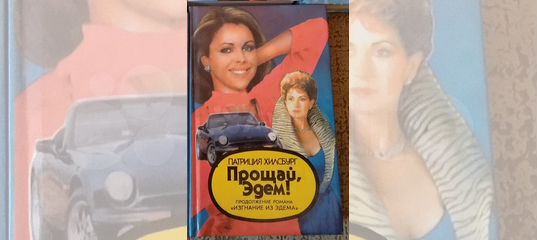 ПАТРИЦИЯ ХИЛСБУРГ
Прощай,
Эдем!
ПРОДОЛЖЕНИЕ РОМАНА
«ИЗГНАНИЕ ИЗ ЭДЕМА»